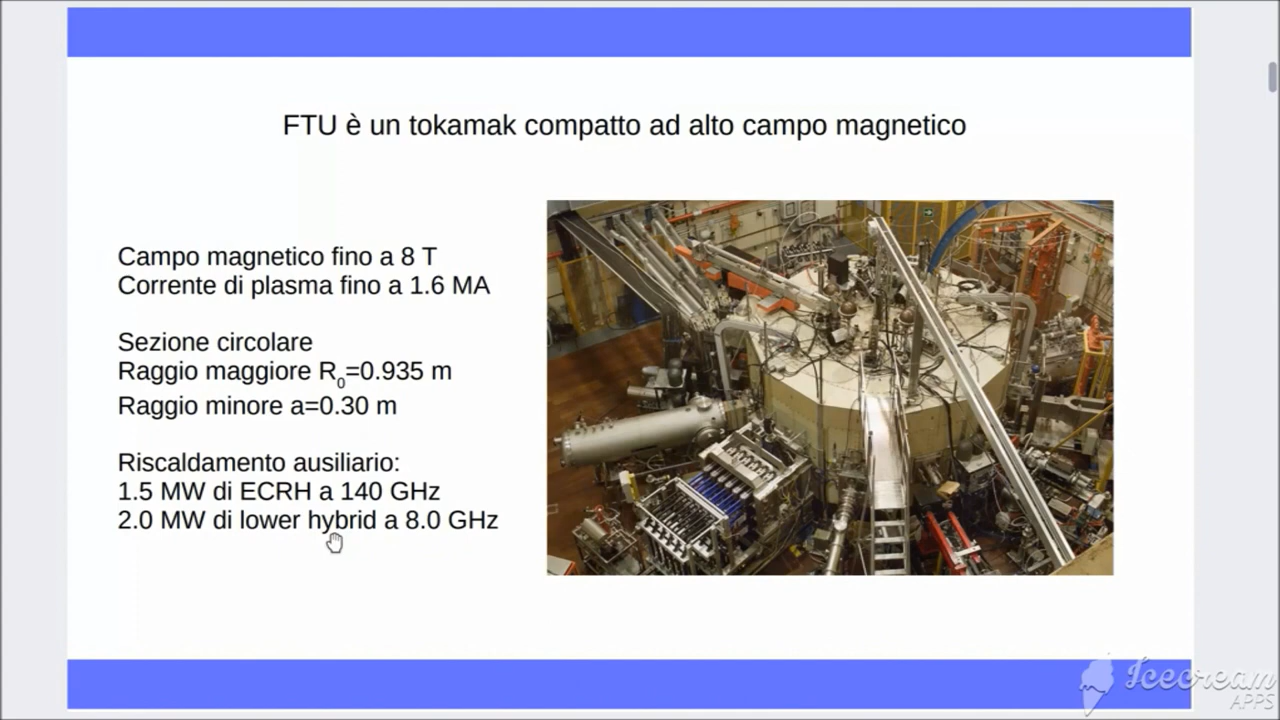 FTU è un tokamak compatto ad alto campo magnetico
Campo magnetico fino a 8 T
Corrente di plasma fino a 1.6 MA
Sezione circolare
Raggio maggiore R₀=0.935 m
Raggio minore a=0.30 m
Riscaldamento ausiliario:
1.5 MW di ECRH a 140 GHz
2.0 MW di lower hybrid a 8.0 GHz
Icecream
APPS